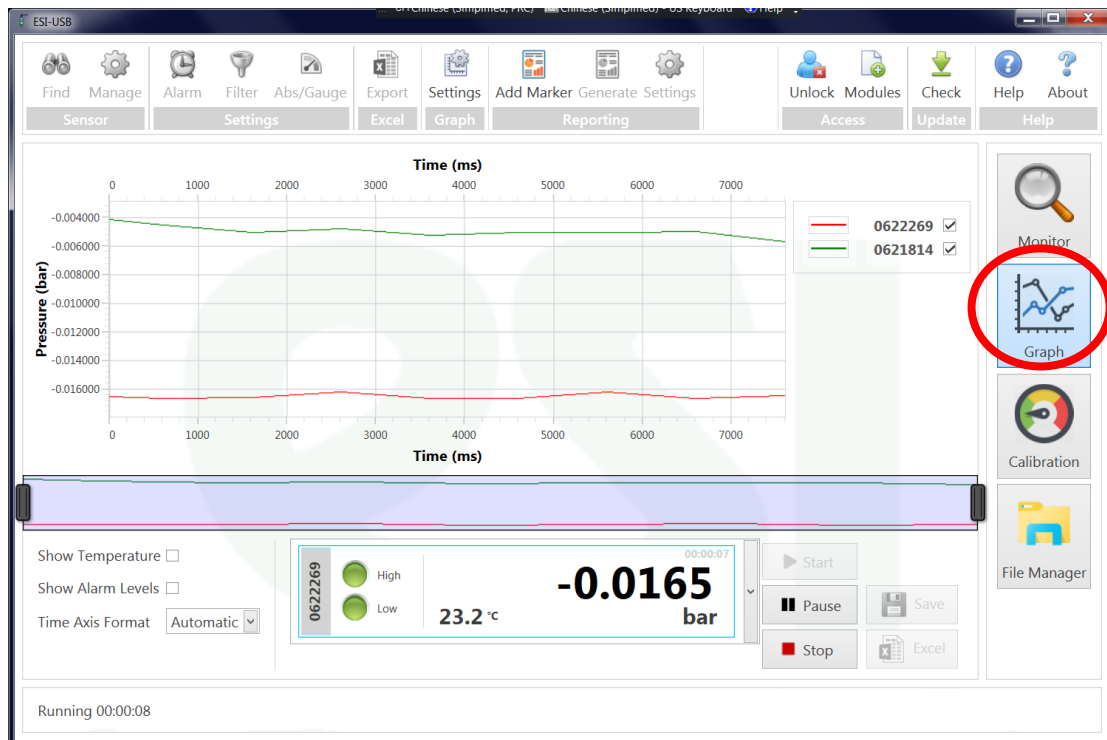 Chinese (Simplified, PRC) Chinese (Simplified) - US Keyboard Help
ESI-USB
Find Manage Alarm Filter Abs/Gauge Export Settings Add Marker Generate Settings Unlock Modules Check Help About
Sensor Settings Excel Graph Reporting Access Update Help
Time (ms)
0 1000 2000 3000 4000 5000 6000 7000
-0.004000
-0.006000
-0.008000
-0.010000
-0.012000
-0.014000
-0.016000
Pressure (bar)
0 1000 2000 3000 4000 5000 6000 7000
Time (ms)
0622269
0621814
Monitor
Graph
Calibration
File Manager
esi
Show Temperature
Show Alarm Levels
Time Axis Format Automatic
0622269
High
Low
23.2 °C
00:00:07
-0.0165
bar
Start
Pause
Save
Stop
Excel
Running 00:00:08